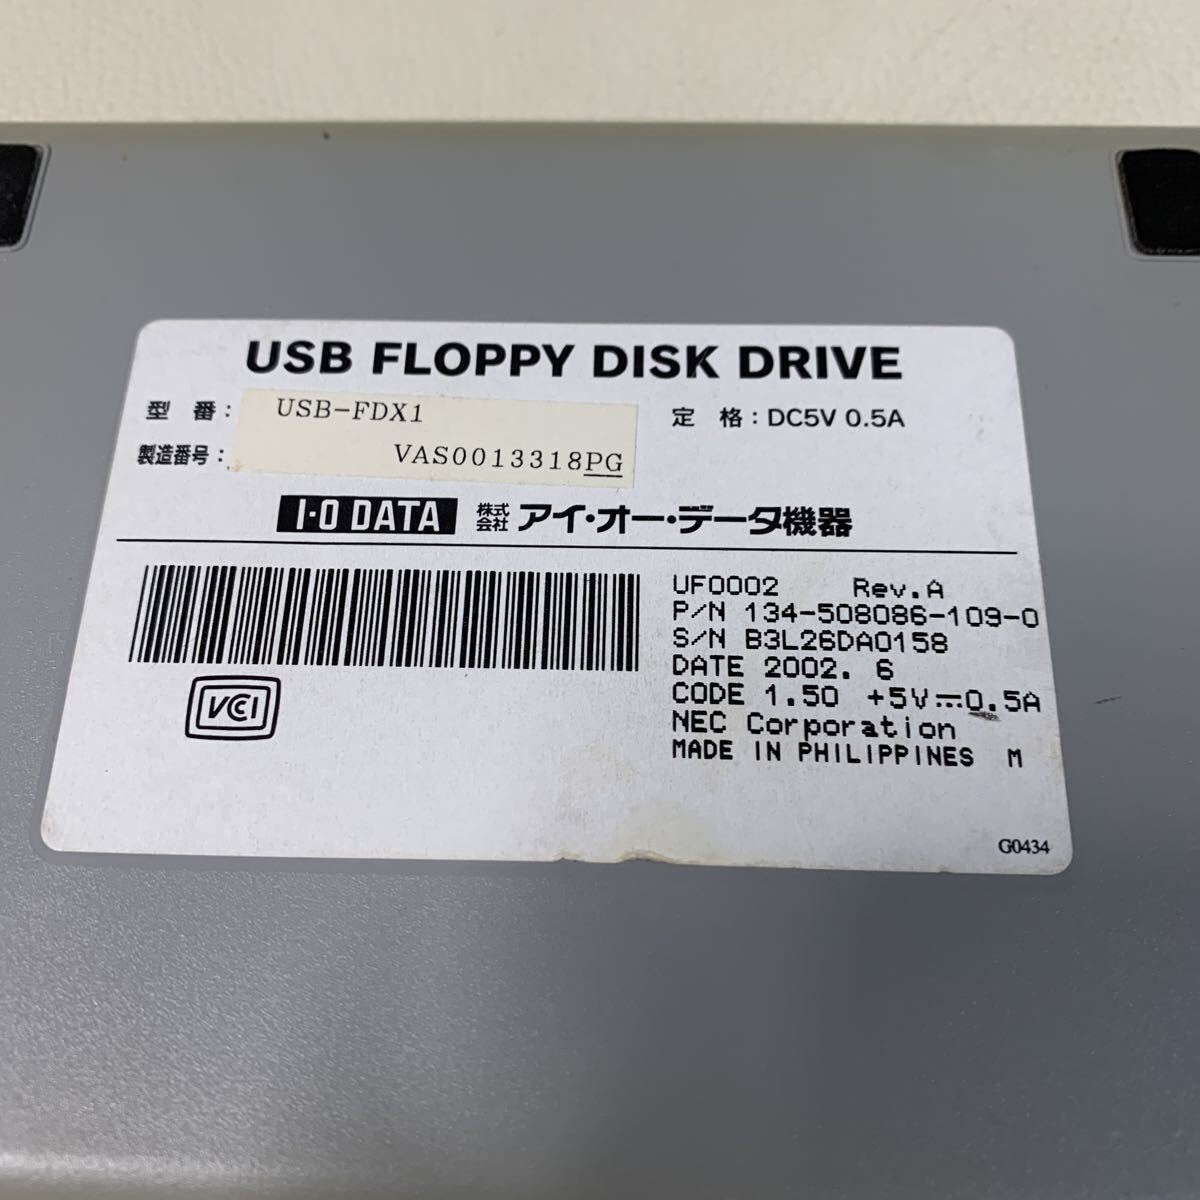 USB FLOPPY DISK DRIVE
型 番： USB-FDX1
定 格：DC5V 0.5A
製造番号： VAS0013318PG
I-O DATA 株式会社 アイ・オー・データ機器
UF0002 Rev.A
P/N 134-508086-109-0
S/N B3L26DA0158
DATE 2002. 6
CODE 1.50 +5V⎓0.5A
NEC Corporation
MADE IN PHILIPPINES M
VCCI
G0434